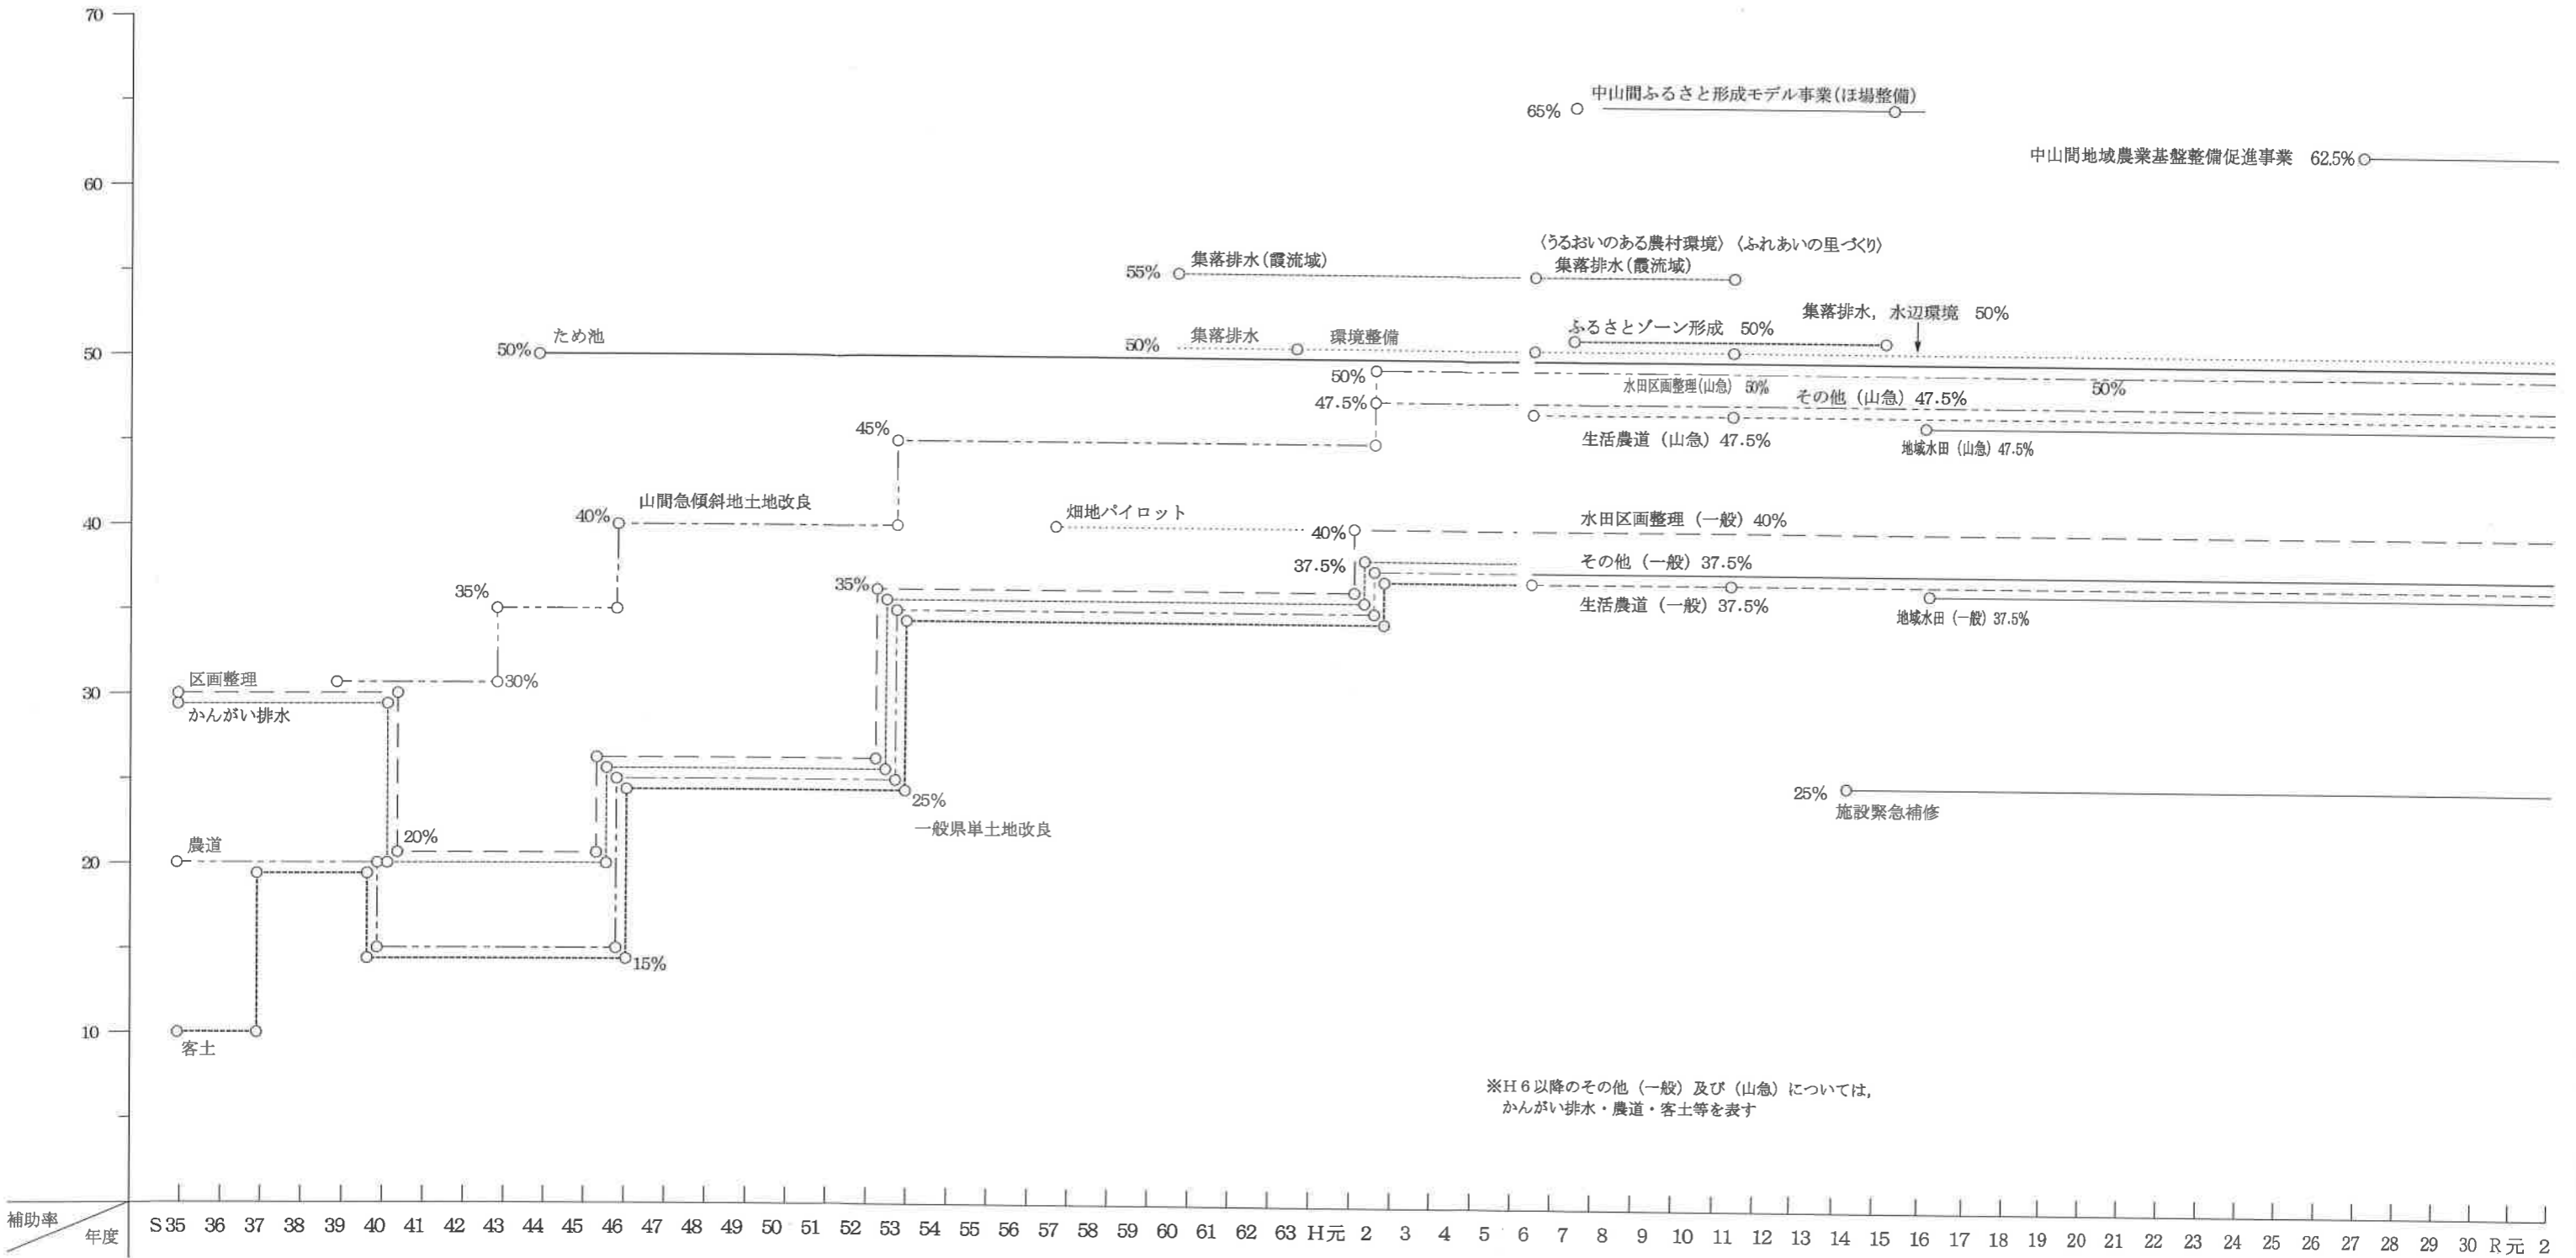 70
60
50
40
30
20
10
中山間ふるさと形成モデル事業(ほ場整備)
65%
中山間地域農業基盤整備促進事業 62.5%
〈うるおいのある農村環境〉〈ふれあいの里づくり〉
55% 集落排水(霞流域)
集落排水(霞流域)
集落排水，水辺環境 50%
50% ため池
50% 集落排水 環境整備
ふるさとゾーン形成 50%
50%
水田区画整理(山急) 50%
50%
47.5%
その他（山急）47.5%
45%
生活農道（山急）47.5%
地域水田（山急）47.5%
40% 山間急傾斜地土地改良
畑地パイロット
40%
水田区画整理（一般）40%
37.5%
その他（一般）37.5%
35%
35%
生活農道（一般）37.5%
地域水田（一般）37.5%
区画整理
30%
かんがい排水
25%
一般県単土地改良
25%
施設緊急補修
農道
20%
15%
客土
※H６以降のその他（一般）及び（山急）については，
かんがい排水・農道・客土等を表す
補助率
年度
S35 36 37 38 39 40 41 42 43 44 45 46 47 48 49 50 51 52 53 54 55 56 57 58 59 60 61 62 63 H元 2 3 4 5 6 7 8 9 10 11 12 13 14 15 16 17 18 19 20 21 22 23 24 25 26 27 28 29 30 R元 2